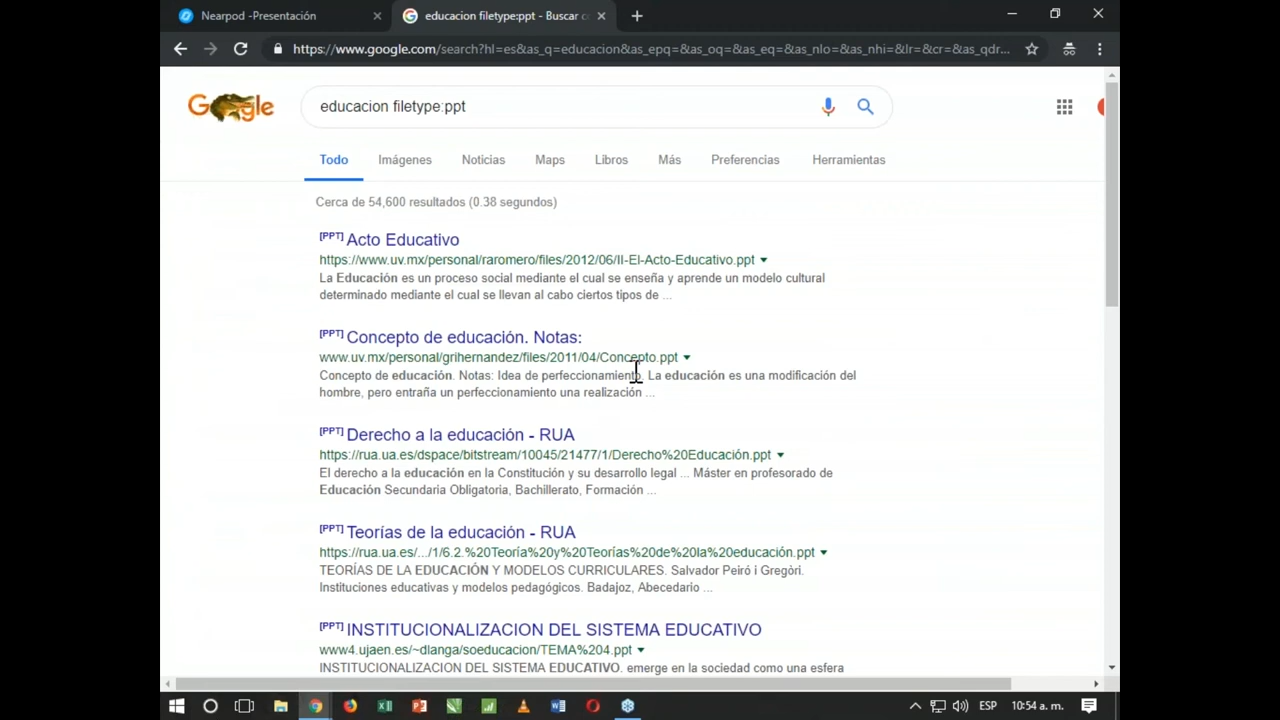 Nearpod -Presentación
educacion filetype:ppt - Buscar
https://www.google.com/search?hl=es&as_q=educacion&as_epq=&as_oq=&as_eq=&as_nlo=&as_nhi=&lr=&cr=&as_qdr...
Google
educacion filetype:ppt
Todo Imágenes Noticias Maps Libros Más Preferencias Herramientas
Cerca de 54,600 resultados (0.38 segundos)
[PPT] Acto Educativo
https://www.uv.mx/personal/raromero/files/2012/06/II-El-Acto-Educativo.ppt
La Educación es un proceso social mediante el cual se enseña y aprende un modelo cultural
determinado mediante el cual se llevan al cabo ciertos tipos de ...
[PPT] Concepto de educación. Notas:
www.uv.mx/personal/grihernandez/files/2011/04/Concepto.ppt
Concepto de educación. Notas: Idea de perfeccionamiento. La educación es una modificación del
hombre, pero entraña un perfeccionamiento una realización ...
[PPT] Derecho a la educación - RUA
https://rua.ua.es/dspace/bitstream/10045/21477/1/Derecho%20Educación.ppt
El derecho a la educación en la Constitución y su desarrollo legal ... Máster en profesorado de
Educación Secundaria Obligatoria, Bachillerato, Formación ...
[PPT] Teorías de la educación - RUA
https://rua.ua.es/.../1/6.2.%20Teoría%20y%20Teorías%20de%20la%20educación.ppt
TEORÍAS DE LA EDUCACIÓN Y MODELOS CURRICULARES. Salvador Peiró i Gregòri.
Instituciones educativas y modelos pedagógicos. Badajoz, Abecedario ...
[PPT] INSTITUCIONALIZACION DEL SISTEMA EDUCATIVO
www4.ujaen.es/~dlanga/soeducacion/TEMA%204.ppt
INSTITUCIONALIZACION DEL SISTEMA EDUCATIVO. emerge en la sociedad como una esfera
ESP 10:54 a. m.